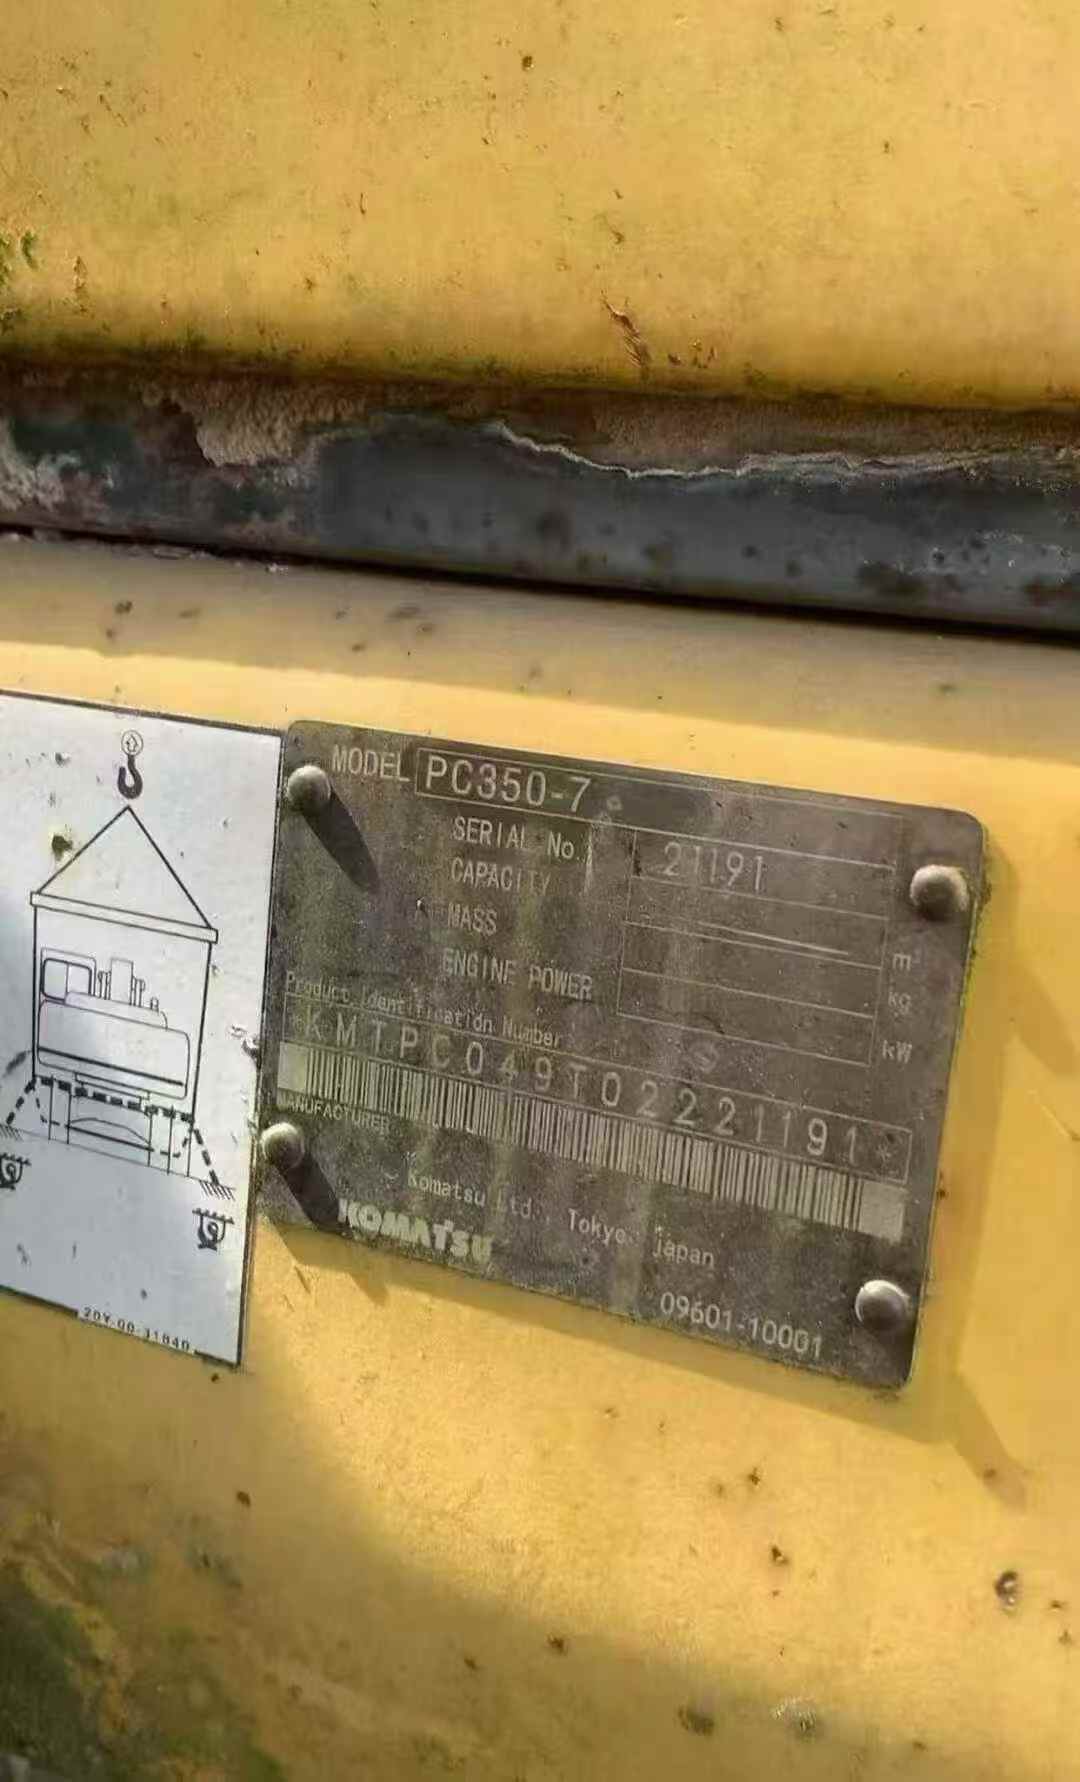 MODEL PC350-7
SERIAL No. 21191
CAPACITY m³
MASS kg
ENGINE POWER kW
Product Identification Number
*KMTPC049T02221191*
MANUFACTURER
Komatsu Ltd. Tokyo japan
KOMATSU
09601-10001
20Y-00-31840